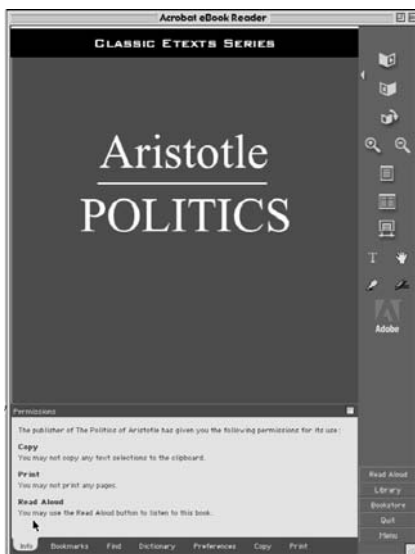 Acrobat eBook Reader
CLASSIC ETEXTS SERIES
Aristotle
POLITICS
T
Adobe
Permissions
The publisher of The Politics of Aristotle has given you the following permissions for its use:
Copy
You may not copy any text selections to the clipboard.
Print
You may not print any pages.
Read Aloud
You may use the Read Aloud button to listen to this book.
Read Aloud
Library
Bookstore
Quit
Menu
Info Bookmarks Find Dictionary Preferences Copy Print